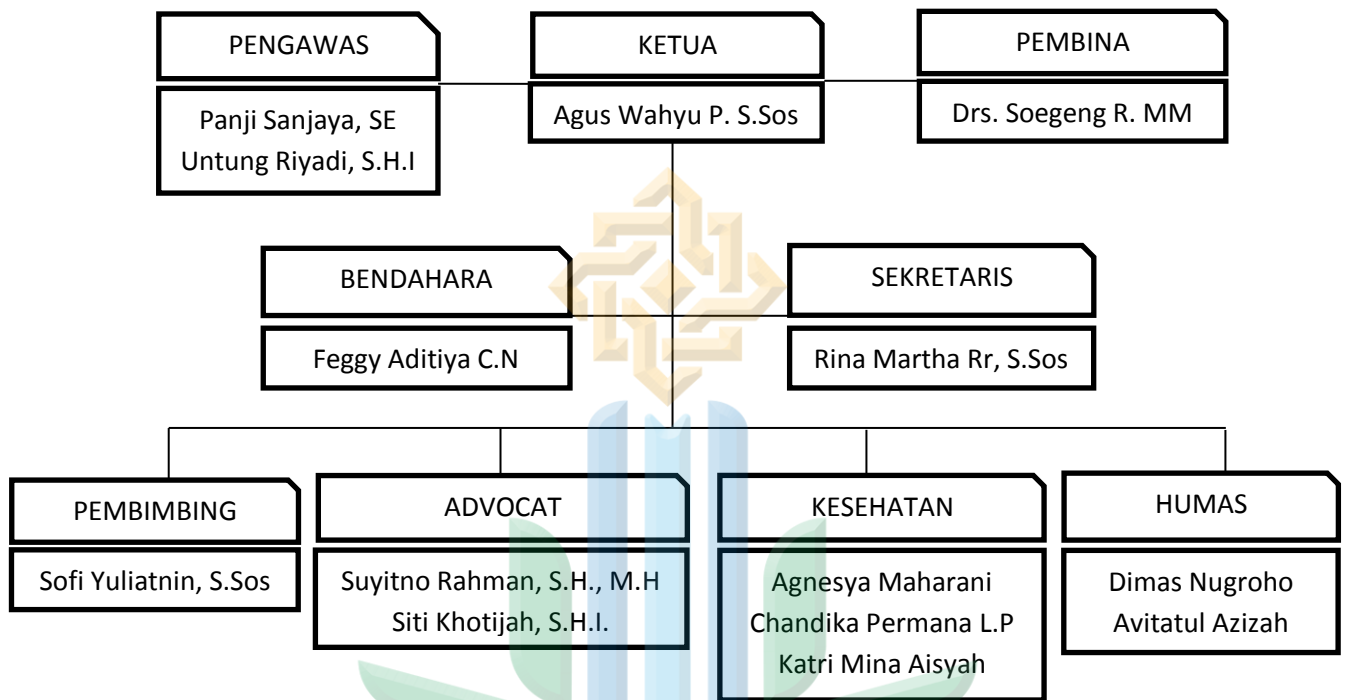 PENGAWAS
Panji Sanjaya, SE
Untung Riyadi, S.H.I
KETUA
Agus Wahyu P. S.Sos
PEMBINA
Drs. Soegeng R. MM
BENDAHARA
Feggy Aditiya C.N
SEKRETARIS
Rina Martha Rr, S.Sos
PEMBIMBING
Sofi Yuliatnin, S.Sos
ADVOCAT
Suyitno Rahman, S.H., M.H
Siti Khotijah, S.H.I.
KESEHATAN
Agnesya Maharani
Chandika Permana L.P
Katri Mina Aisyah
HUMAS
Dimas Nugroho
Avitatul Azizah